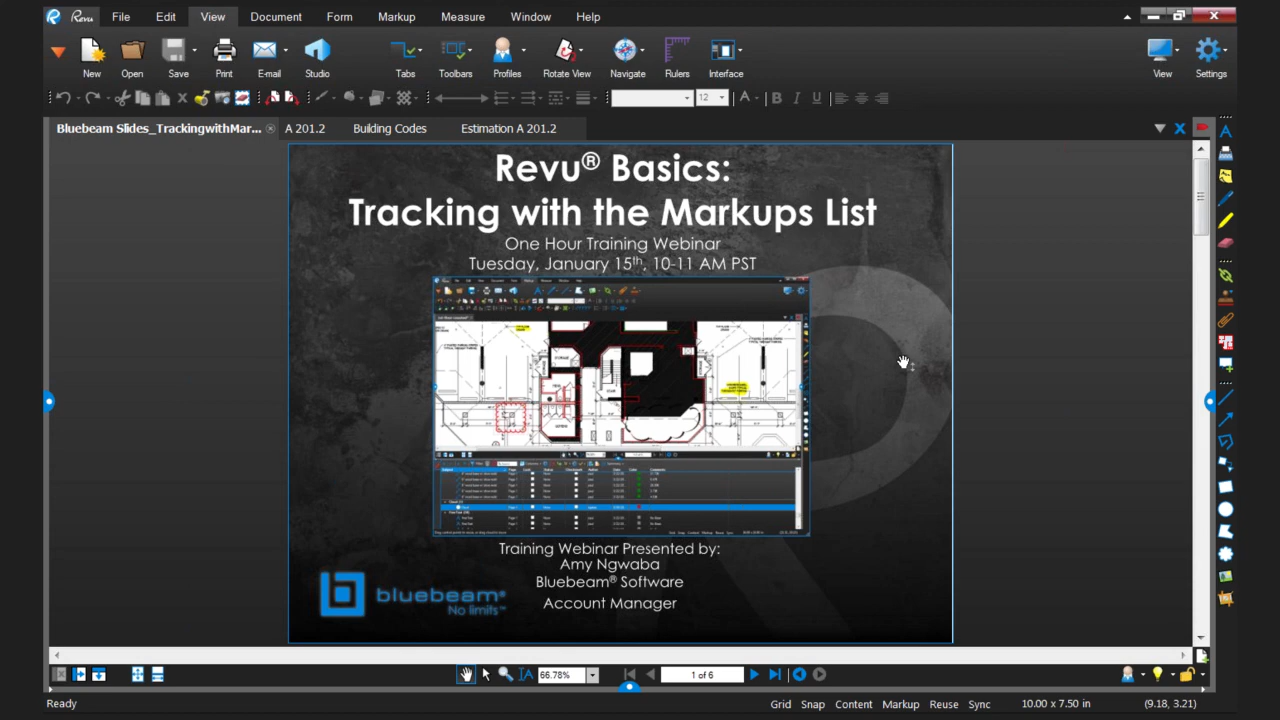 Revu File Edit View Document Form Markup Measure Window Help
New Open Save Print E-mail Studio Tabs Toolbars Profiles Rotate View Navigate Rulers Interface View Settings
12 A B I U
Bluebeam Slides_TrackingwithMar... A 201.2 Building Codes Estimation A 201.2
Revu® Basics:
Tracking with the Markups List
One Hour Training Webinar
Tuesday, January 15th, 10-11 AM PST
Training Webinar Presented by:
Amy Ngwaba
Bluebeam® Software
Account Manager
bluebeam®
No limits™
66.78% 1 of 6
Ready Grid Snap Content Markup Reuse Sync 10.00 x 7.50 in (9.18, 3.21)